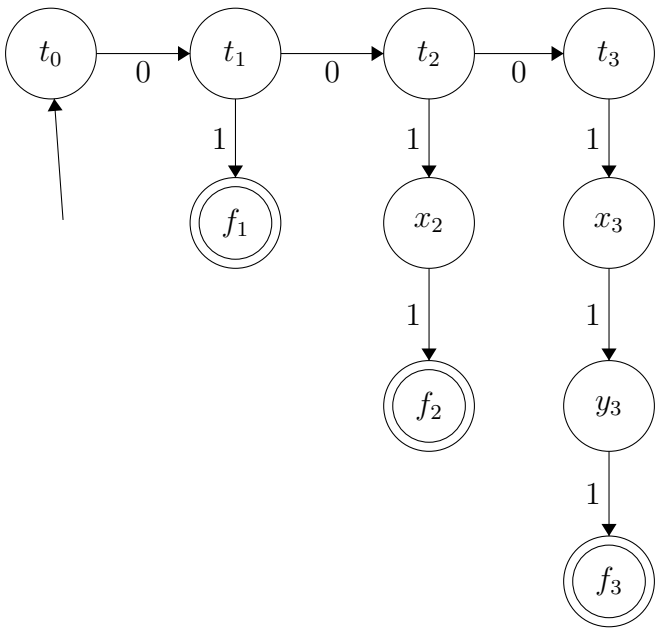 t₀ t₁ t₂ t₃
0 0 0
1 1 1
f₁ x₂ x₃
1 1
f₂ y₃
1
f₃